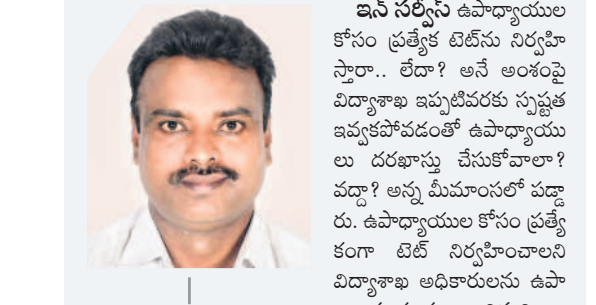 ఇన్ సర్వీస్ ఉపాధ్యాయుల
కోసం ప్రత్యేక టెట్‌ను నిర్వహి
స్తారా.. లేదా? అనే అంశంపై
విద్యాశాఖ ఇప్పటివరకు స్పష్టత
ఇవ్వకపోవడంతో ఉపాధ్యాయు
లు దరఖాస్తు చేసుకోవాలా?
వద్దా? అన్న మీమాంసలో పడ్డా
రు. ఉపాధ్యాయుల కోసం ప్రత్యే
కంగా టెట్ నిర్వహించాలని
విద్యాశాఖ అధికారులను ఉపా